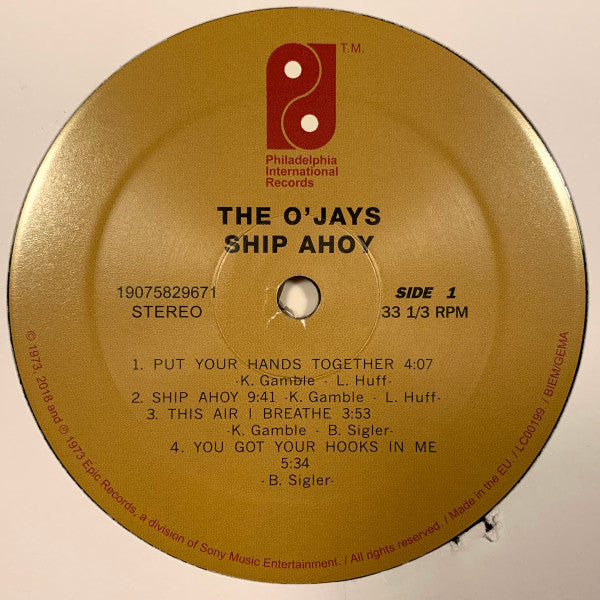 T.M.
Philadelphia
International
Records
THE O'JAYS
SHIP AHOY
19075829671
STEREO
SIDE 1
33 1/3 RPM
1. PUT YOUR HANDS TOGETHER 4:07
-K. Gamble - L. Huff-
2. SHIP AHOY 9:41 -K. Gamble - L. Huff-
3. THIS AIR I BREATHE 3:53
-K. Gamble - B. Sigler-
4. YOU GOT YOUR HOOKS IN ME
5:34
-B. Sigler-
© 1973, 2018 and ℗ 1973 Epic Records, a division of Sony Music Entertainment. / All rights reserved. / Made in the EU. / LC00199. / BIEM/GEMA